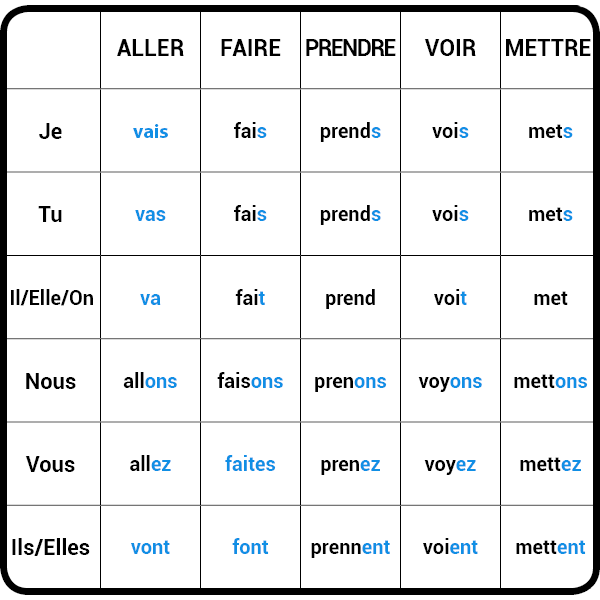 ALLER FAIRE PRENDRE VOIR METTRE
Je vais fais prends vois mets
Tu vas fais prends vois mets
Il/Elle/On va fait prend voit met
Nous allons faisons prenons voyons mettons
Vous allez faites prenez voyez mettez
Ils/Elles vont font prennent voient mettent